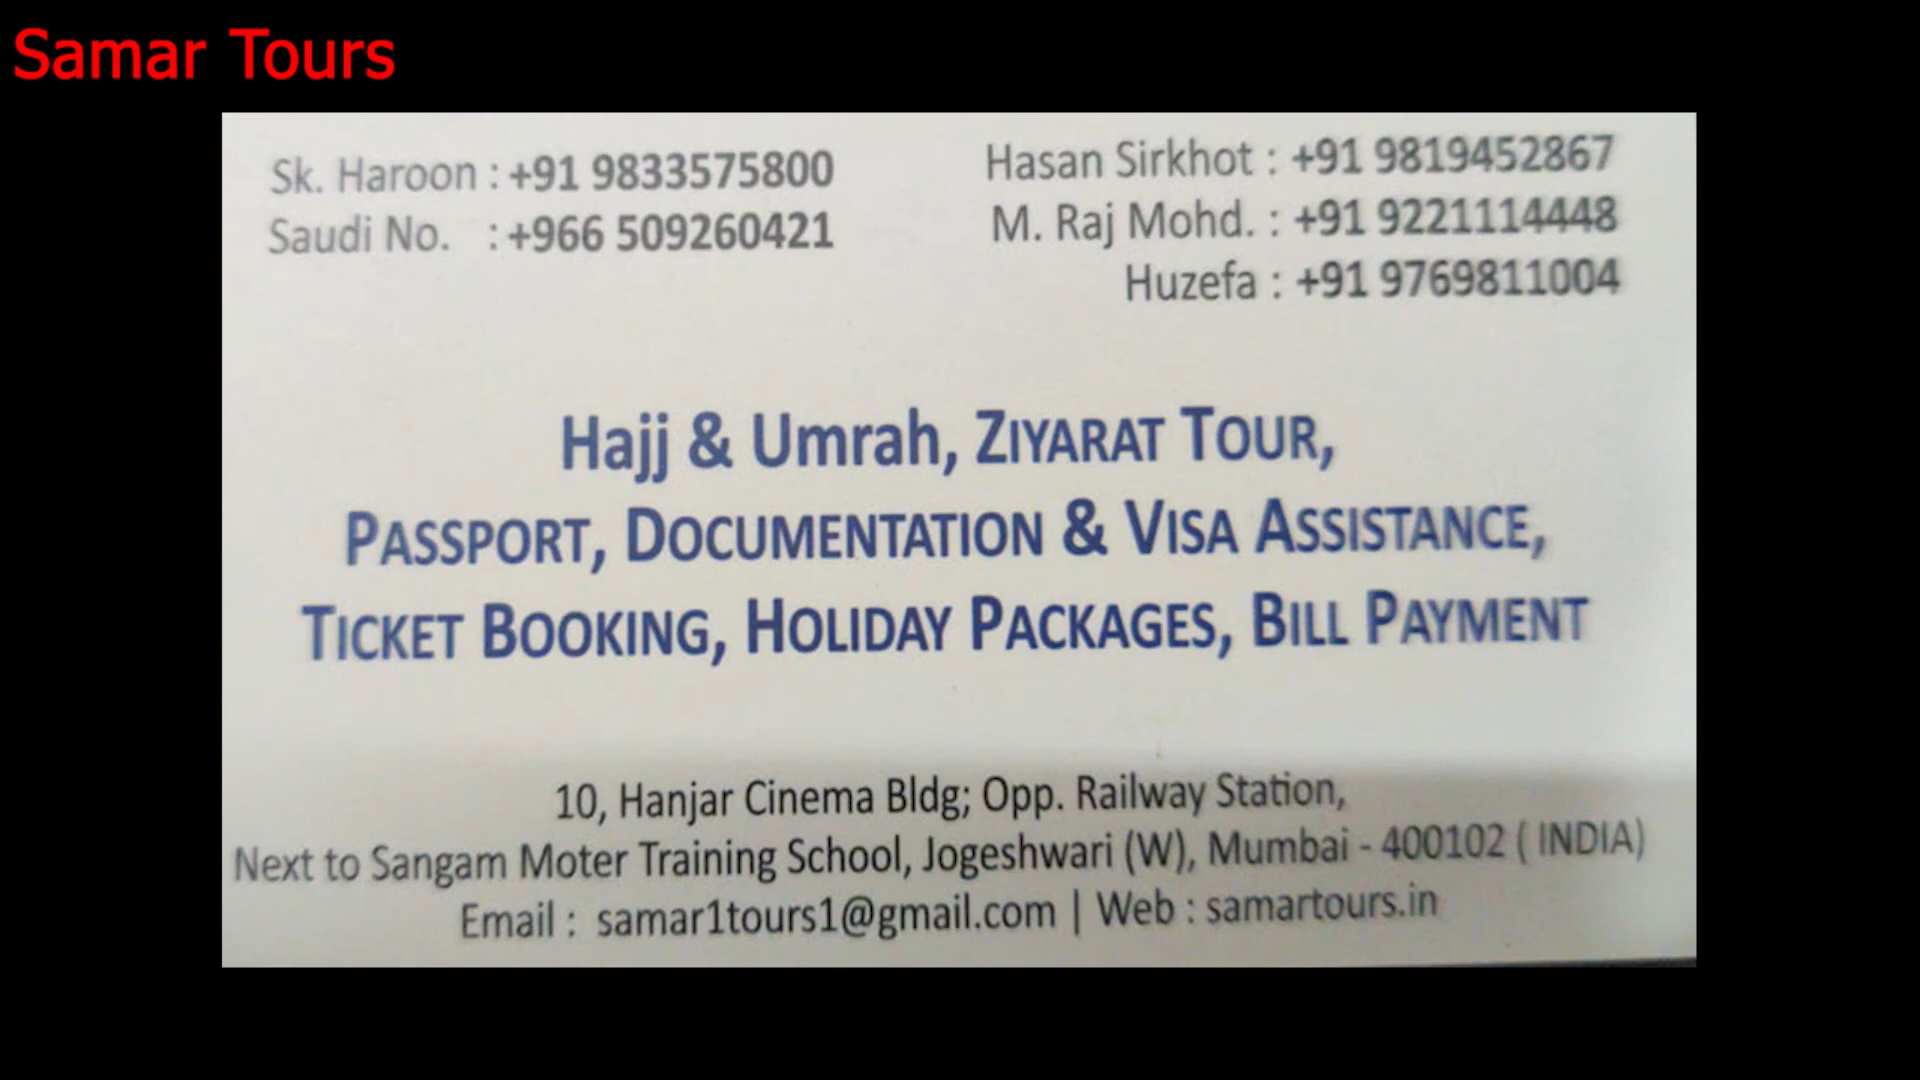 Samar Tours
Sk. Haroon : +91 9833575800
Saudi No. : +966 509260421
Hasan Sirkhot : +91 9819452867
M. Raj Mohd. : +91 9221114448
Huzefa : +91 9769811004
Hajj & Umrah, ZIYARAT TOUR,
PASSPORT, DOCUMENTATION & VISA ASSISTANCE,
TICKET BOOKING, HOLIDAY PACKAGES, BILL PAYMENT
10, Hanjar Cinema Bldg; Opp. Railway Station,
Next to Sangam Moter Training School, Jogeshwari (W), Mumbai - 400102 ( INDIA)
Email : samar1tours1@gmail.com | Web : samartours.in